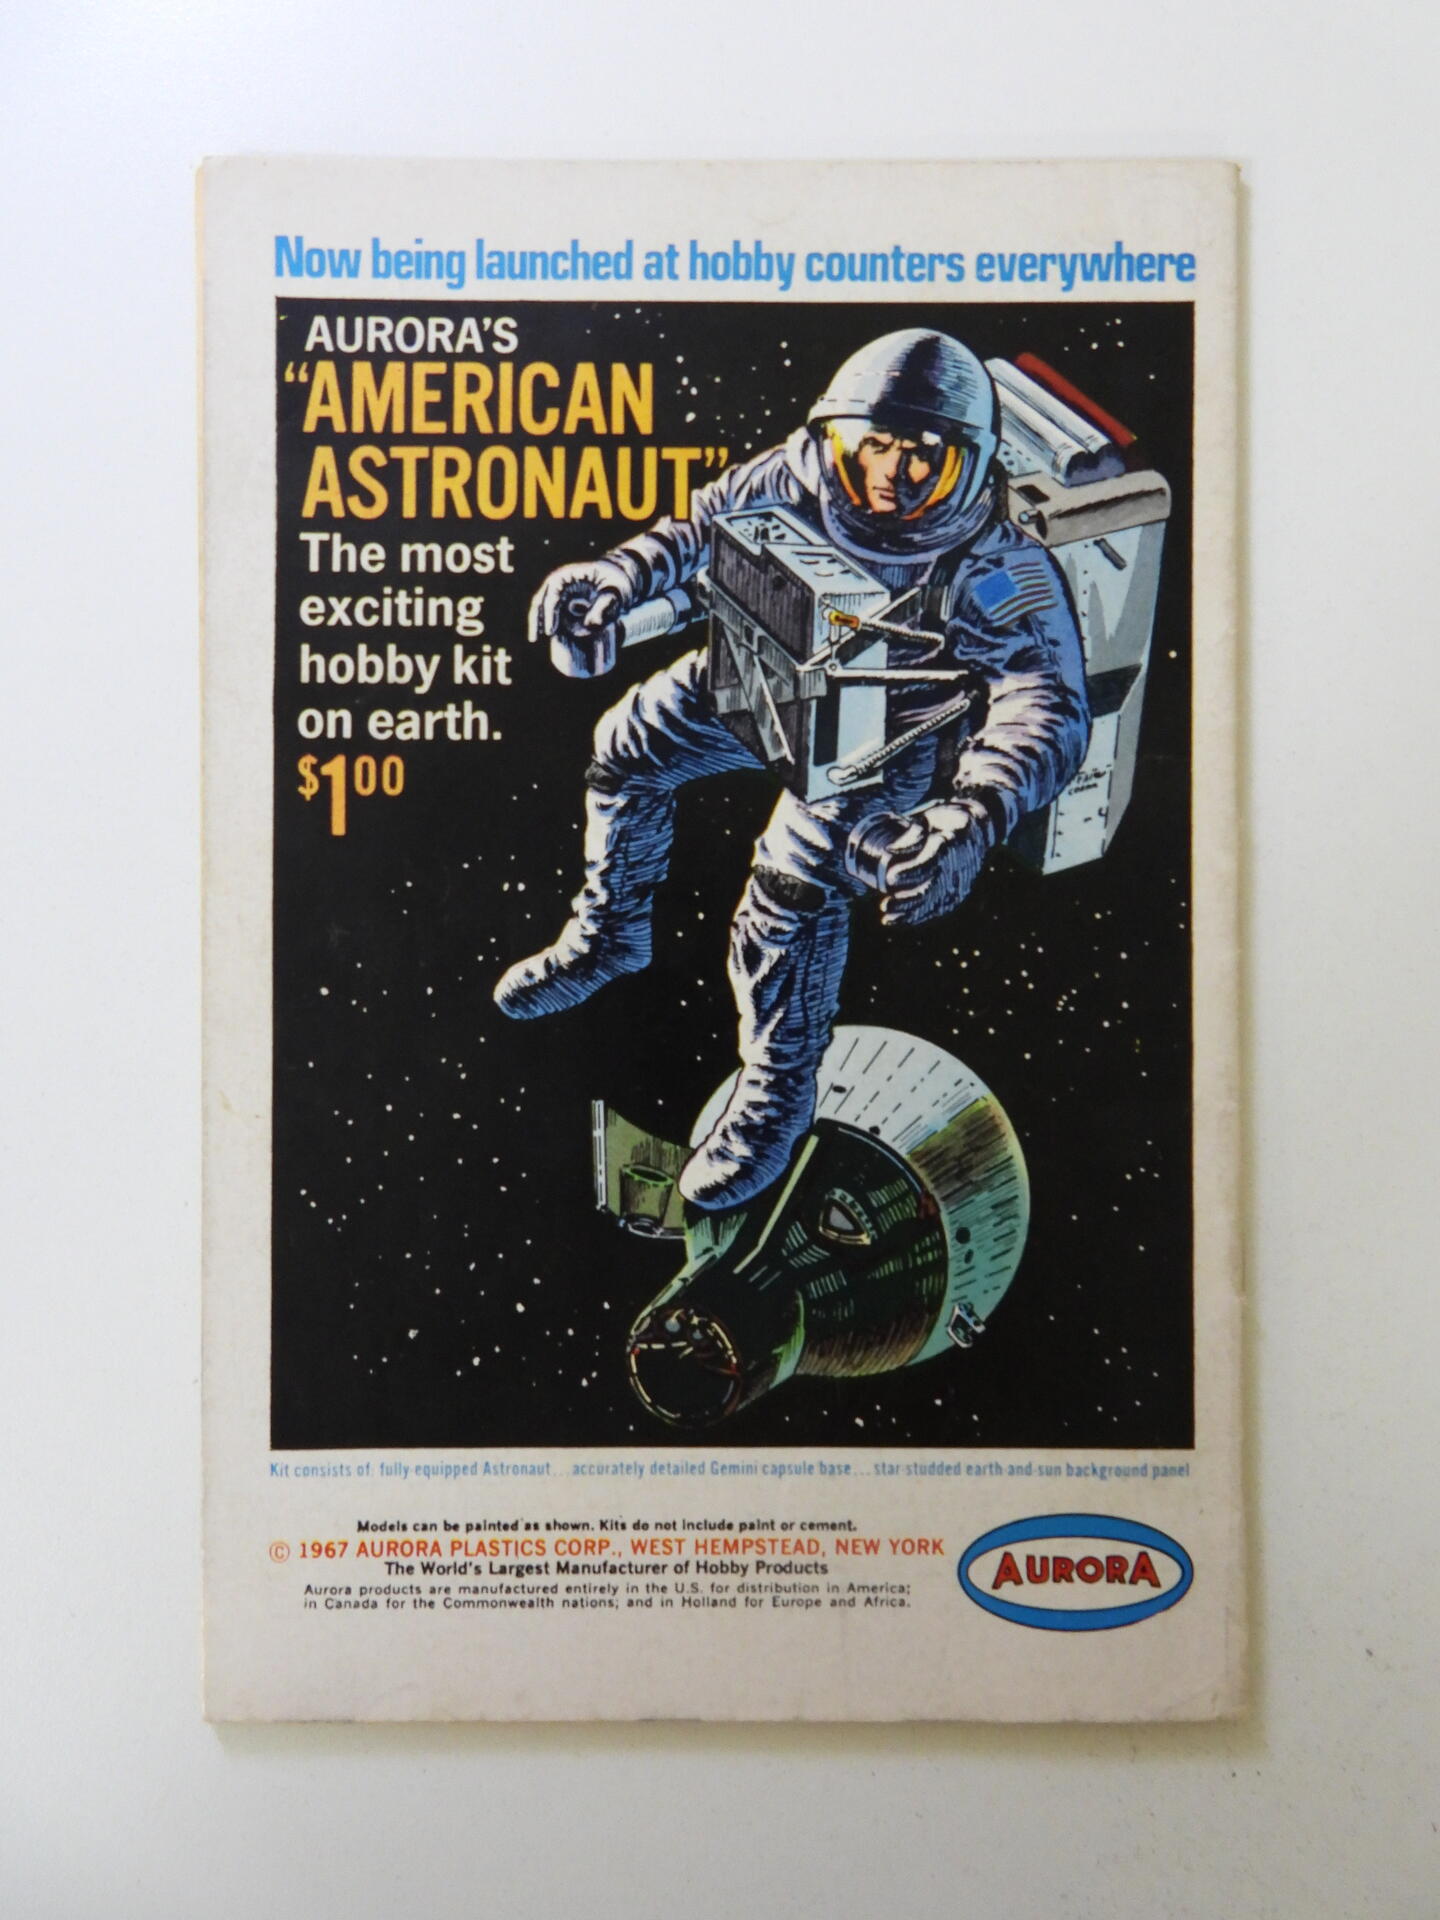 Now being launched at hobby counters everywhere
AURORA'S
"AMERICAN
ASTRONAUT"
The most
exciting
hobby kit
on earth.
$1.00
Kit consists of: fully-equipped Astronaut...accurately detailed Gemini capsule base...star-studded earth-and-sun background panel
Models can be painted as shown. Kits do not include paint or cement.
© 1967 AURORA PLASTICS CORP., WEST HEMPSTEAD, NEW YORK
The World's Largest Manufacturer of Hobby Products
Aurora products are manufactured entirely in the U.S. for distribution in America;
in Canada for the Commonwealth nations; and in Holland for Europe and Africa.
AURORA